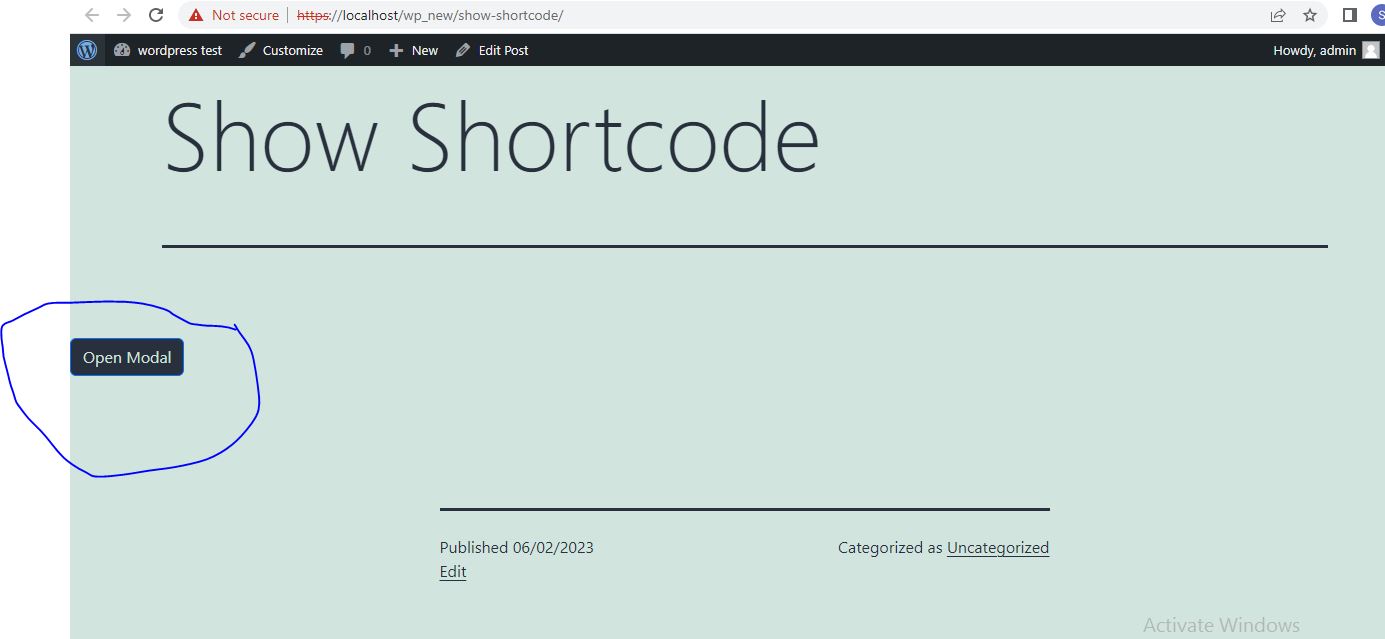 Not secure https://localhost/wp_new/show-shortcode/ S
wordpress test Customize 0 New Edit Post Howdy, admin
Show Shortcode
Open Modal
Published 06/02/2023 Categorized as Uncategorized
Edit
Activate Windows